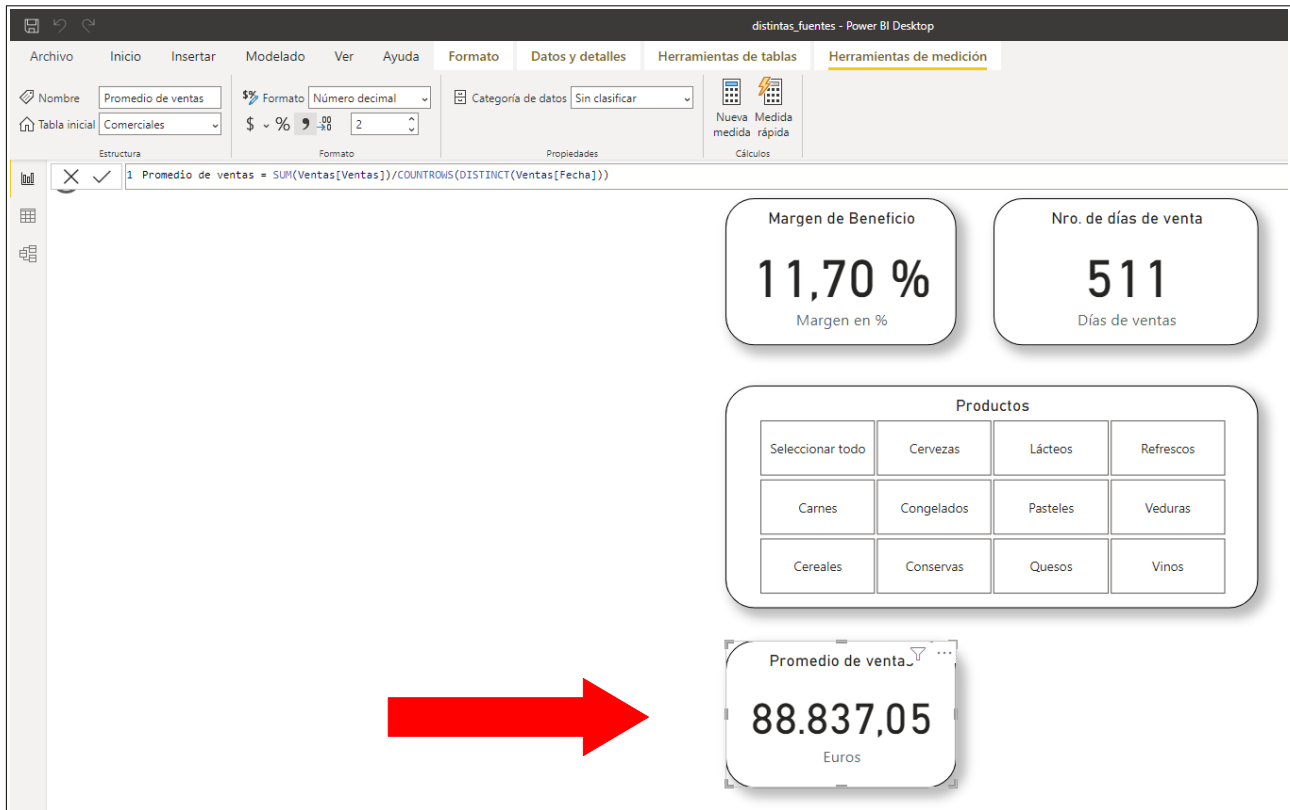 distintas_fuentes - Power BI Desktop
Archivo Inicio Insertar Modelado Ver Ayuda Formato Datos y detalles Herramientas de tablas Herramientas de medición
Nombre Promedio de ventas
Tabla inicial Comerciales
Estructura
$% Formato Número decimal
$ % 9 .00 →.0 2
Formato
Categoría de datos Sin clasificar
Propiedades
Nueva medida
Medida rápida
Cálculos
1 Promedio de ventas = SUM(Ventas[Ventas])/COUNTROWS(DISTINCT(Ventas[Fecha]))
Margen de Beneficio
11,70 %
Margen en %
Nro. de días de venta
511
Días de ventas
Productos
Seleccionar todo Cervezas Lácteos Refrescos
Carnes Congelados Pasteles Veduras
Cereales Conservas Quesos Vinos
Promedio de ventas
88.837,05
Euros